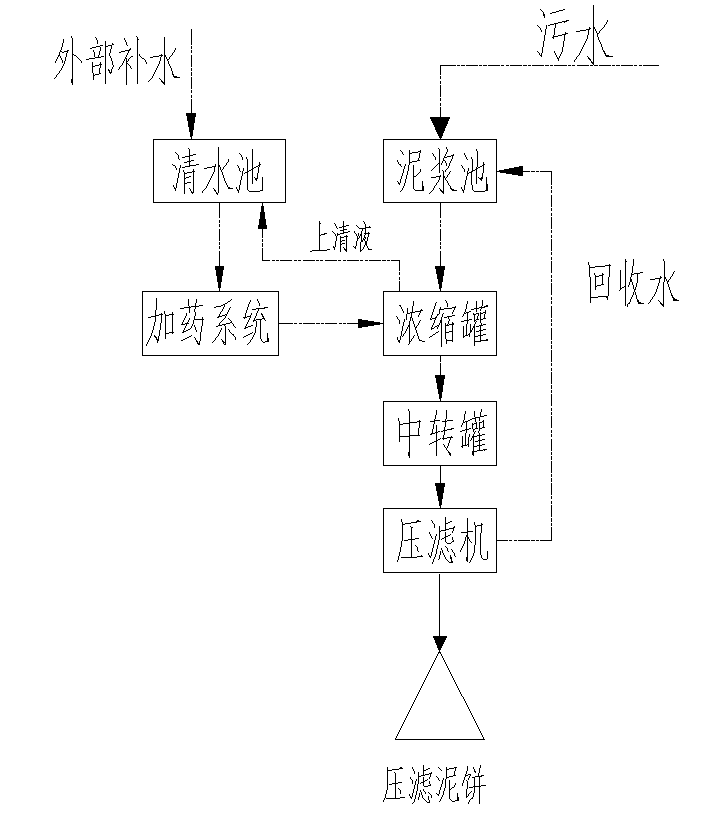 污水
外部补水
清水池
泥浆池
上清液
回收水
加药系统
浓缩罐
中转罐
压滤机
压滤泥饼